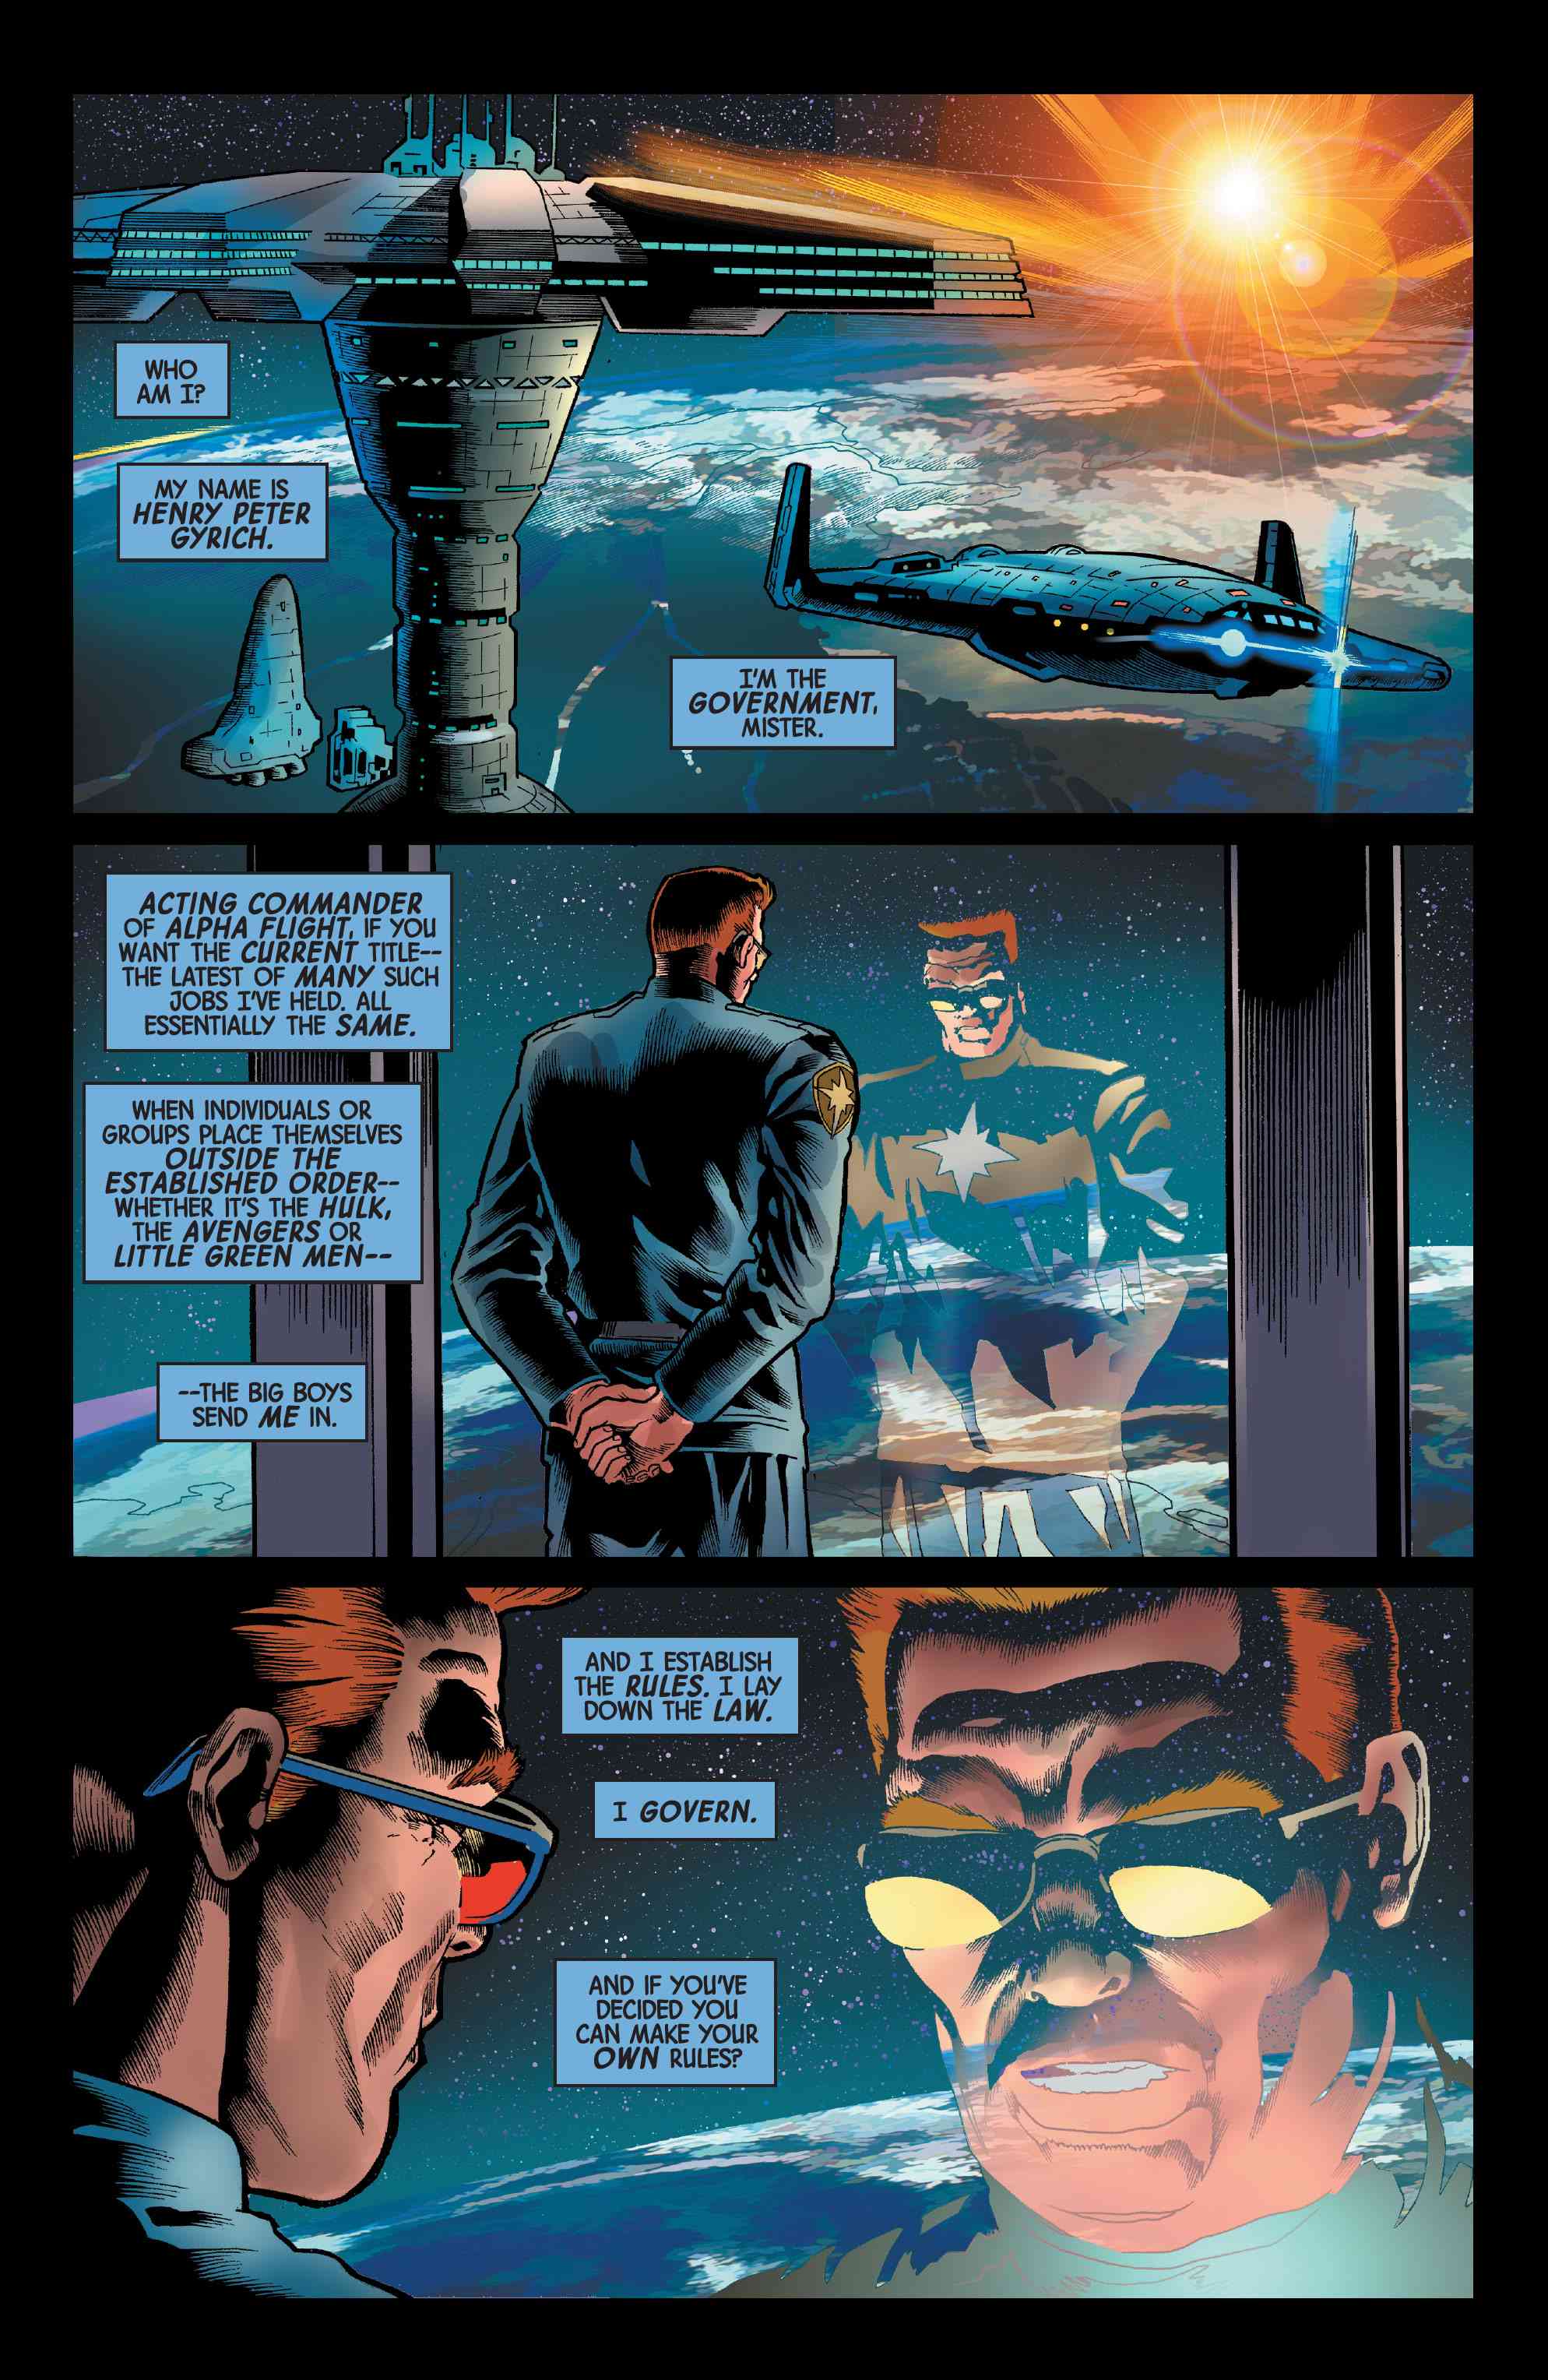 WHO
AM I?
MY NAME IS
HENRY PETER
GYRICH.
I'M THE
GOVERNMENT,
MISTER.
ACTING COMMANDER
OF ALPHA FLIGHT, IF YOU
WANT THE CURRENT TITLE--
THE LATEST OF MANY SUCH
JOBS I'VE HELD. ALL
ESSENTIALLY THE SAME.
WHEN INDIVIDUALS OR
GROUPS PLACE THEMSELVES
OUTSIDE THE
ESTABLISHED ORDER--
WHETHER IT'S THE HULK,
THE AVENGERS OR
LITTLE GREEN MEN--
--THE BIG BOYS
SEND ME IN.
AND I ESTABLISH
THE RULES. I LAY
DOWN THE LAW.
I GOVERN.
AND IF YOU'VE
DECIDED YOU
CAN MAKE YOUR
OWN RULES?